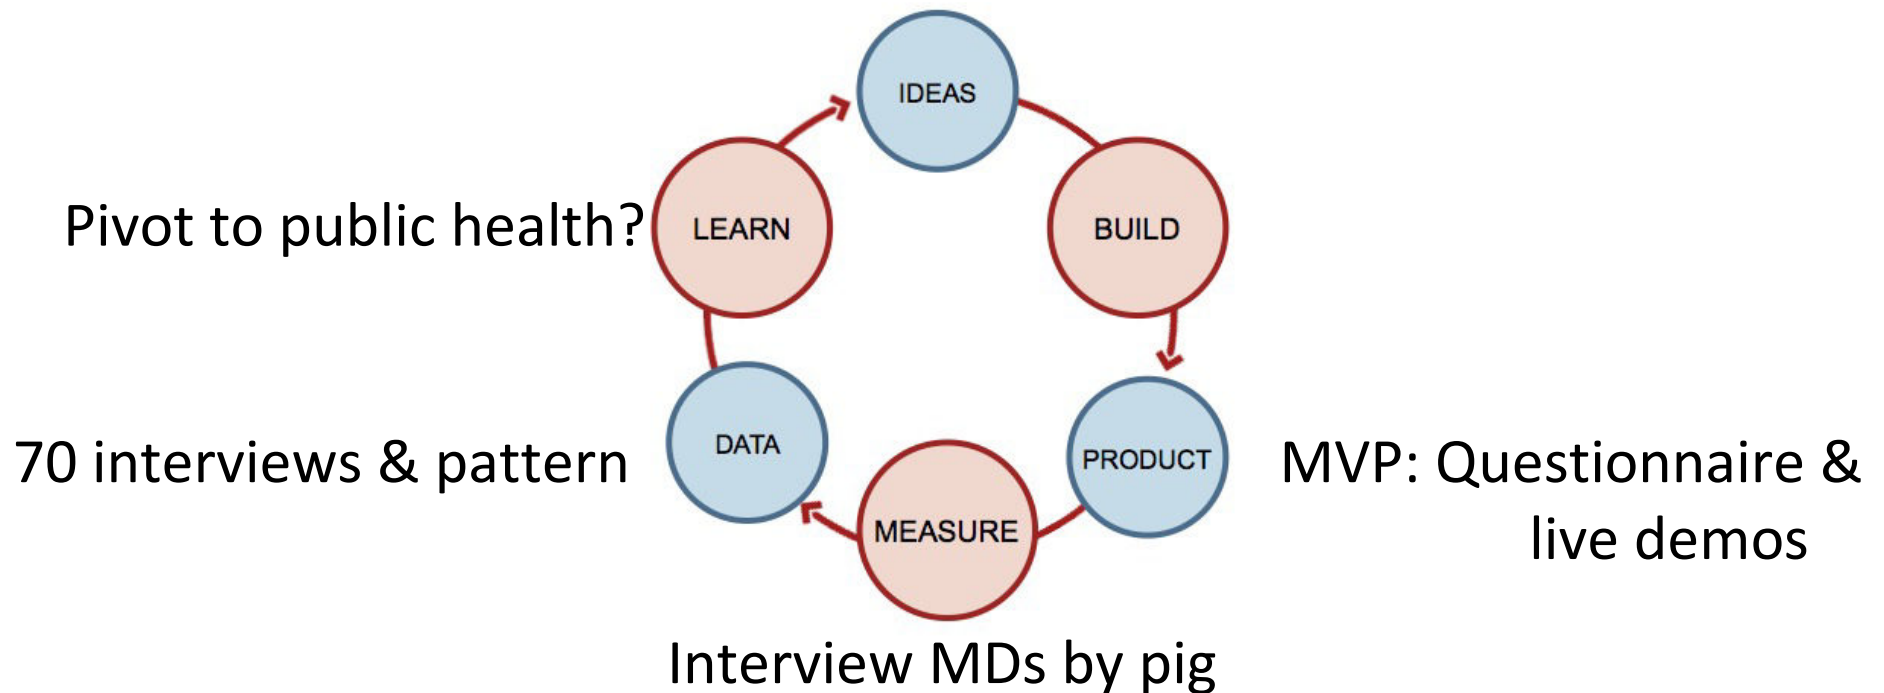 IDEAS
Pivot to public health?
LEARN
BUILD
70 interviews & pattern
DATA
PRODUCT
MVP: Questionnaire &
live demos
MEASURE
Interview MDs by pig